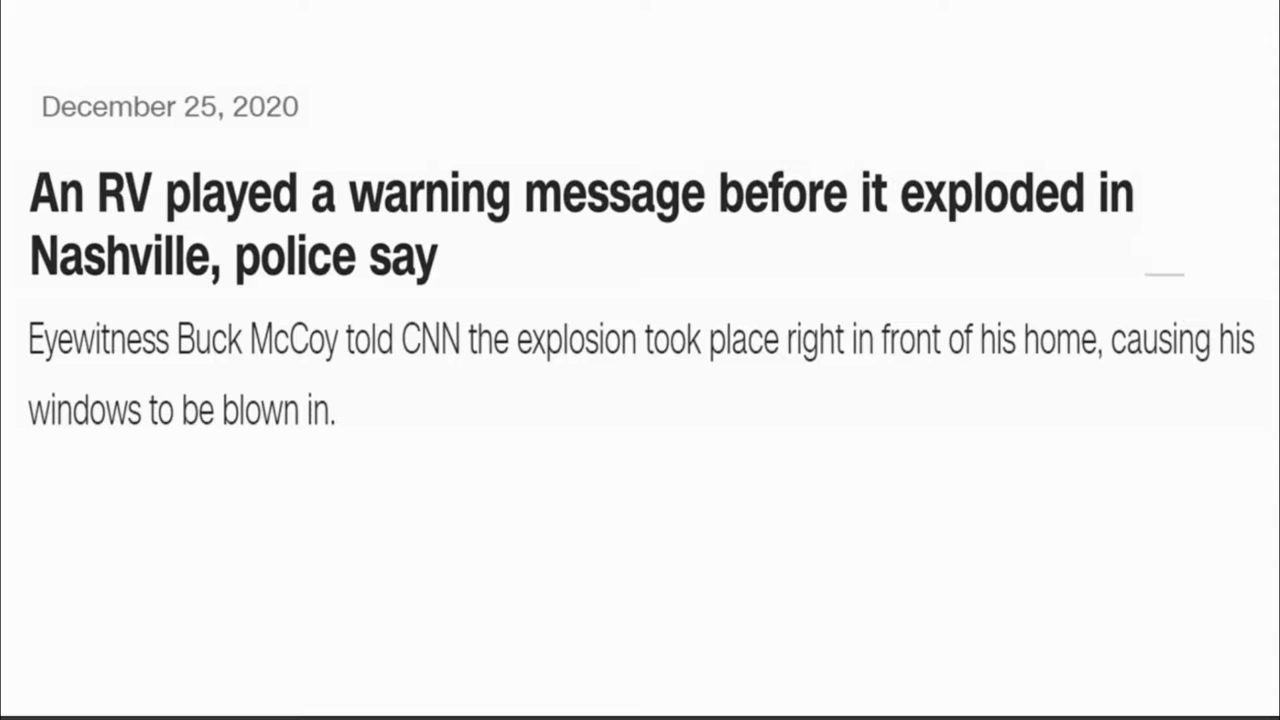 December 25, 2020
An RV played a warning message before it exploded in
Nashville, police say
Eyewitness Buck McCoy told CNN the explosion took place right in front of his home, causing his
windows to be blown in.